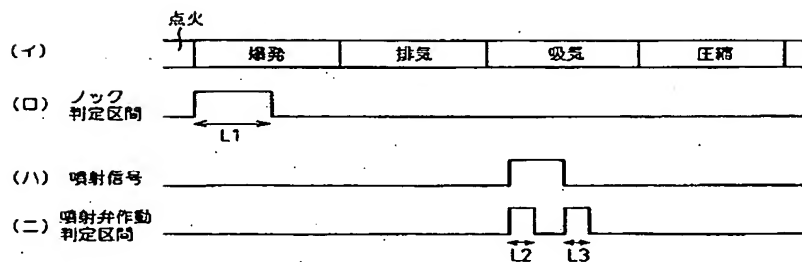 点火
(イ) 爆発 排気 吸気 圧縮
(ロ) ノック
判定区間
L1
(ハ) 噴射信号
(ニ) 噴射弁作動
判定区間
L2 L3